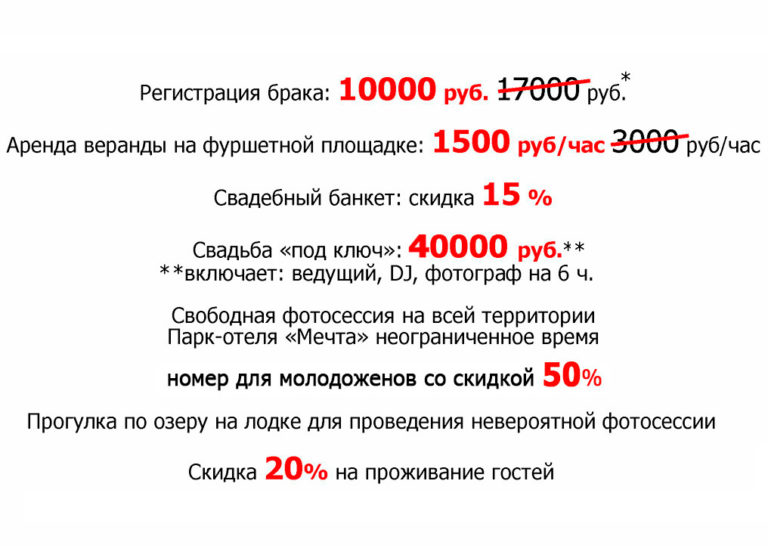 Регистрация брака: 10000 руб. 17000 руб.*
Аренда веранды на фуршетной площадке: 1500 руб/час 3000 руб/час
Свадебный банкет: скидка 15 %
Свадьба «под ключ»: 40000 руб.**
**включает: ведущий, DJ, фотограф на 6 ч.
Свободная фотосессия на всей территории
Парк-отеля «Мечта» неограниченное время
номер для молодоженов со скидкой 50%
Прогулка по озеру на лодке для проведения невероятной фотосессии
Скидка 20% на проживание гостей